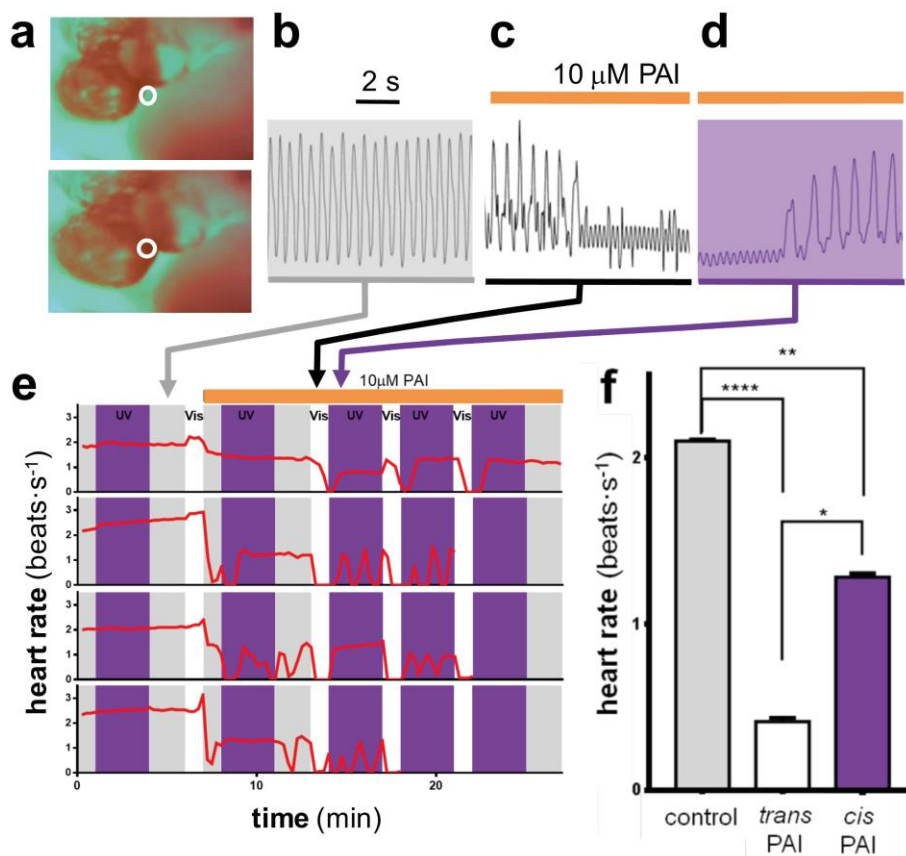 a
b
c
d
2 s
10 μM PAI
e
10μM PAI
UV Vis UV Vis UV Vis UV Vis UV
3
2
1
0
3
2
1
0
3
2
1
0
3
2
1
0
0 10 20
heart rate (beats·s⁻¹)
time (min)
f
**
****
*
2
1
0
heart rate (beats·s⁻¹)
control trans cis
PAI PAI